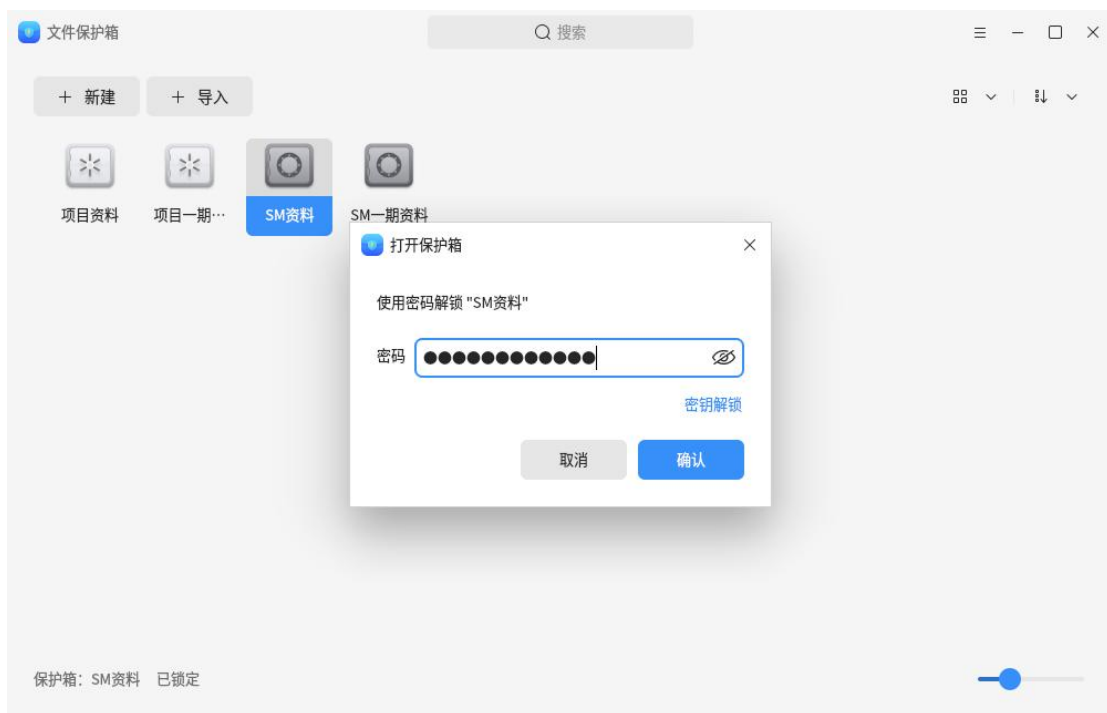 文件保护箱
搜索
新建
导入
项目资料
项目一期…
SM资料
SM一期资料
打开保护箱
使用密码解锁 "SM资料"
密码 ●●●●●●●●●●●●
密钥解锁
取消
确认
保护箱：SM资料 已锁定